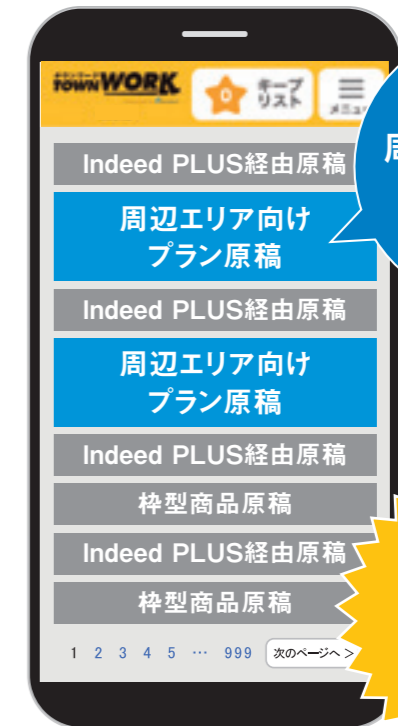 タウンワーク
TOWNWORK
0
キープ
リスト
メニュー
周
Indeed PLUS経由原稿
周辺エリア向け
プラン原稿
Indeed PLUS経由原稿
周辺エリア向け
プラン原稿
Indeed PLUS経由原稿
枠型商品原稿
Indeed PLUS経由原稿
枠型商品原稿
1 2 3 4 5 … 999 次のページへ >